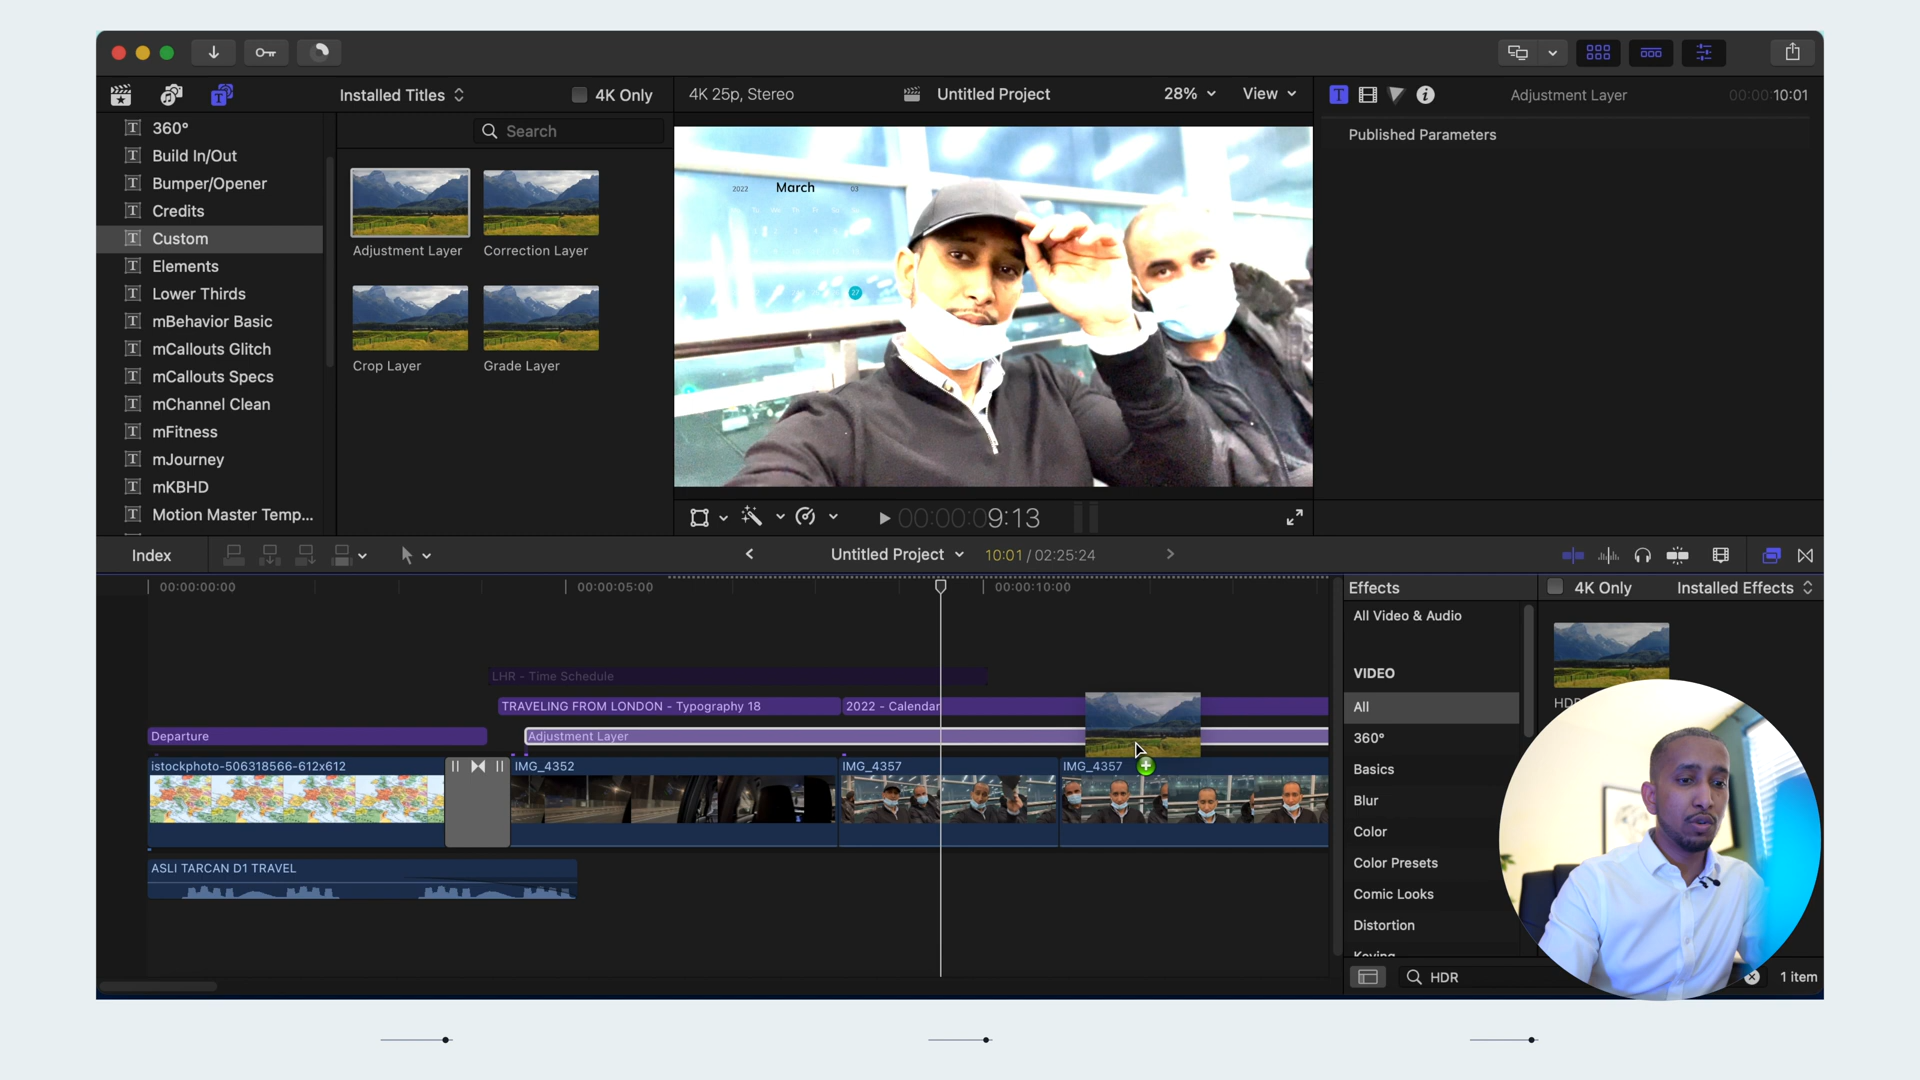 Installed Titles
4K Only
4K 25p, Stereo
Untitled Project
28%
View
Adjustment Layer
00:00:10:01
Search
Published Parameters
360°
Build In/Out
Bumper/Opener
Credits
Custom
Elements
Lower Thirds
mBehavior Basic
mCallouts Glitch
mCallouts Specs
mChannel Clean
mFitness
mJourney
mKBHD
Motion Master Temp...
Adjustment Layer
Correction Layer
Crop Layer
Grade Layer
2022
March
03
27
00:00:09:13
Index
Untitled Project
10:01 / 02:25:24
00:00:00:00
00:00:05:00
00:00:10:00
LHR - Time Schedule
TRAVELING FROM LONDON - Typography 18
2022 - Calendar
Departure
Adjustment Layer
istockphoto-506318566-612x612
IMG_4352
IMG_4357
IMG_4357
ASLI TARCAN D1 TRAVEL
Effects
4K Only
Installed Effects
All Video & Audio
VIDEO
All
360°
Basics
Blur
Color
Color Presets
Comic Looks
Distortion
Keying
HDR
1 item